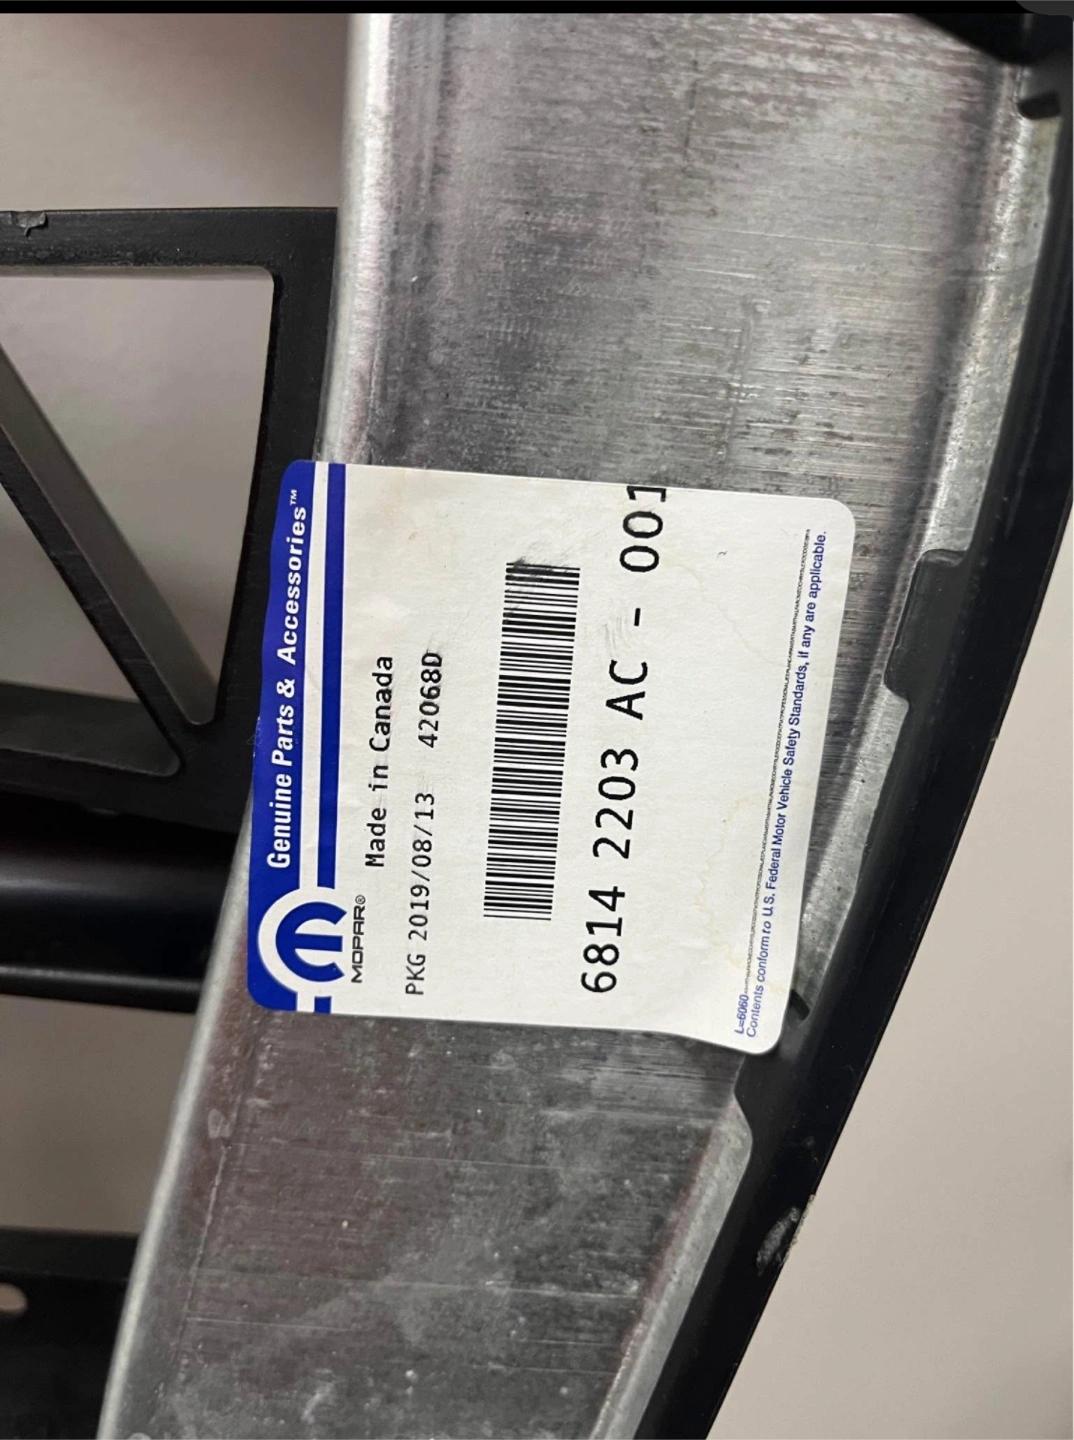 Genuine Parts & Accessories™
MOPAR®
Made in Canada
PKG 2019/08/13 42068D
6814 2203 AC - 001
L=6060
Contents conform to U.S. Federal Motor Vehicle Safety Standards, if any are applicable.